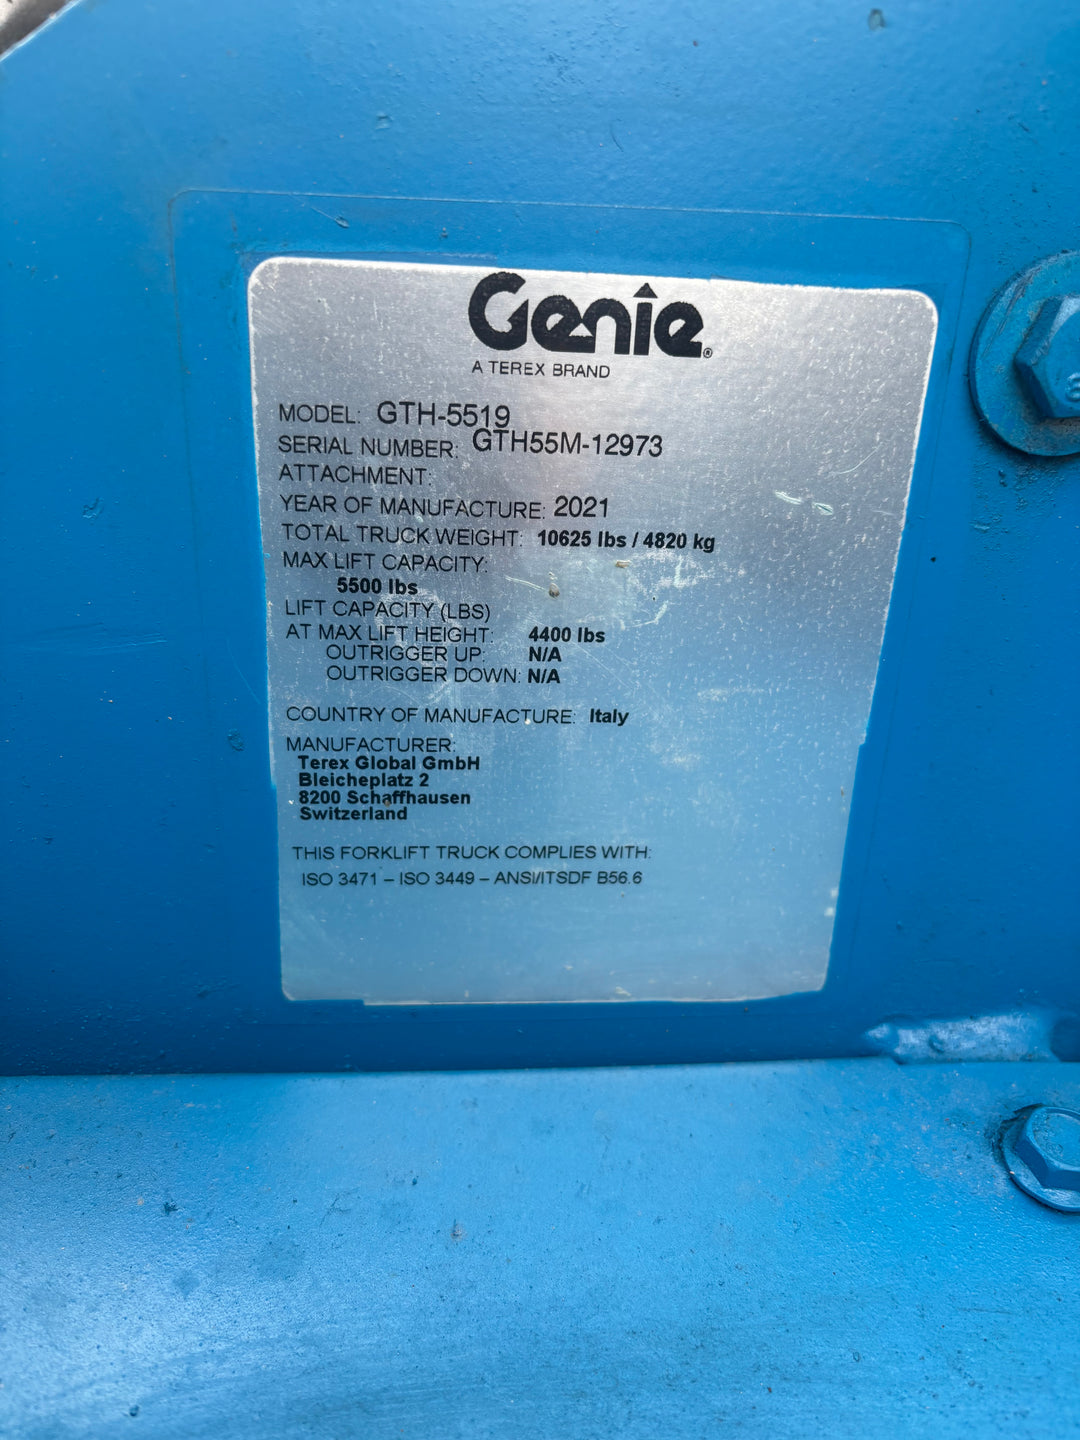 Genie®
A TEREX BRAND
MODEL: GTH-5519
SERIAL NUMBER: GTH55M-12973
ATTACHMENT:
YEAR OF MANUFACTURE: 2021
TOTAL TRUCK WEIGHT: 10625 lbs / 4820 kg
MAX LIFT CAPACITY:
5500 lbs
LIFT CAPACITY (LBS)
AT MAX LIFT HEIGHT: 4400 lbs
OUTRIGGER UP: N/A
OUTRIGGER DOWN: N/A
COUNTRY OF MANUFACTURE: Italy
MANUFACTURER:
Terex Global GmbH
Bleicheplatz 2
8200 Schaffhausen
Switzerland
THIS FORKLIFT TRUCK COMPLIES WITH:
ISO 3471 – ISO 3449 – ANSI/ITSDF B56.6